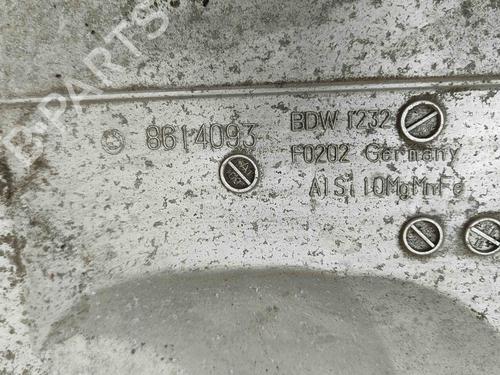 B-PARTS
8614093 BDW 1232
F0202 Germany
AlSi10MgMnFe